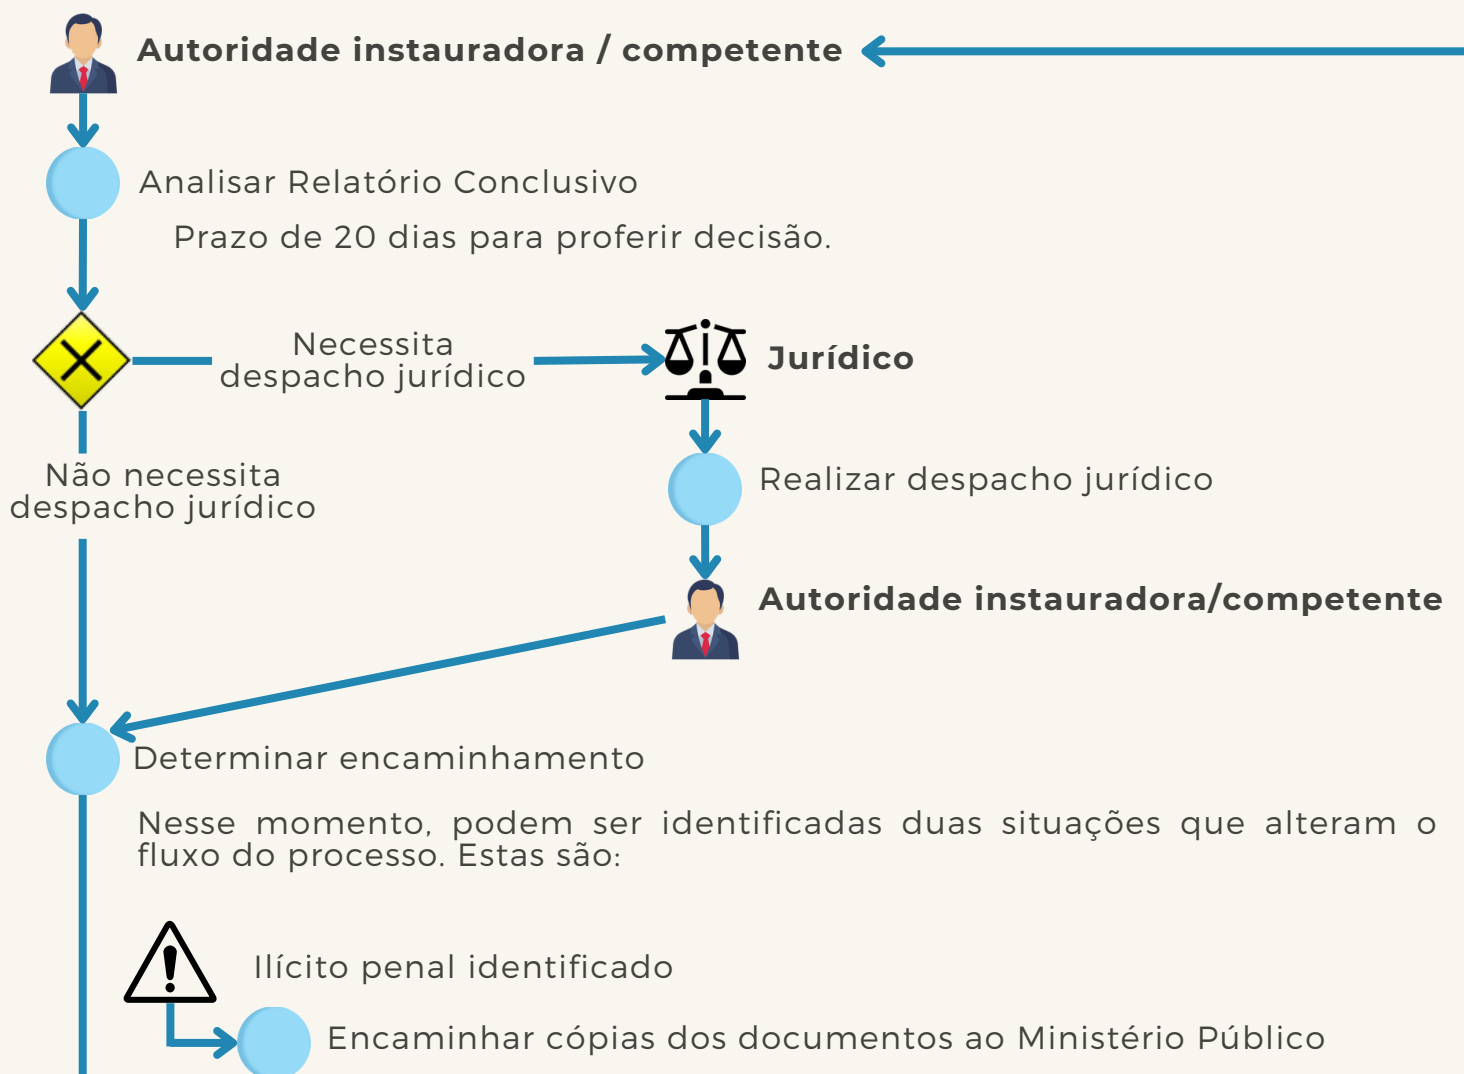 Autoridade instauradora / competente
Analisar Relatório Conclusivo
Prazo de 20 dias para proferir decisão.
Necessita
despacho jurídico
Jurídico
Não necessita
despacho jurídico
Realizar despacho jurídico
Autoridade instauradora/competente
Determinar encaminhamento
Nesse momento, podem ser identificadas duas situações que alteram o
fluxo do processo. Estas são:
Ilícito penal identificado
Encaminhar cópias dos documentos ao Ministério Público